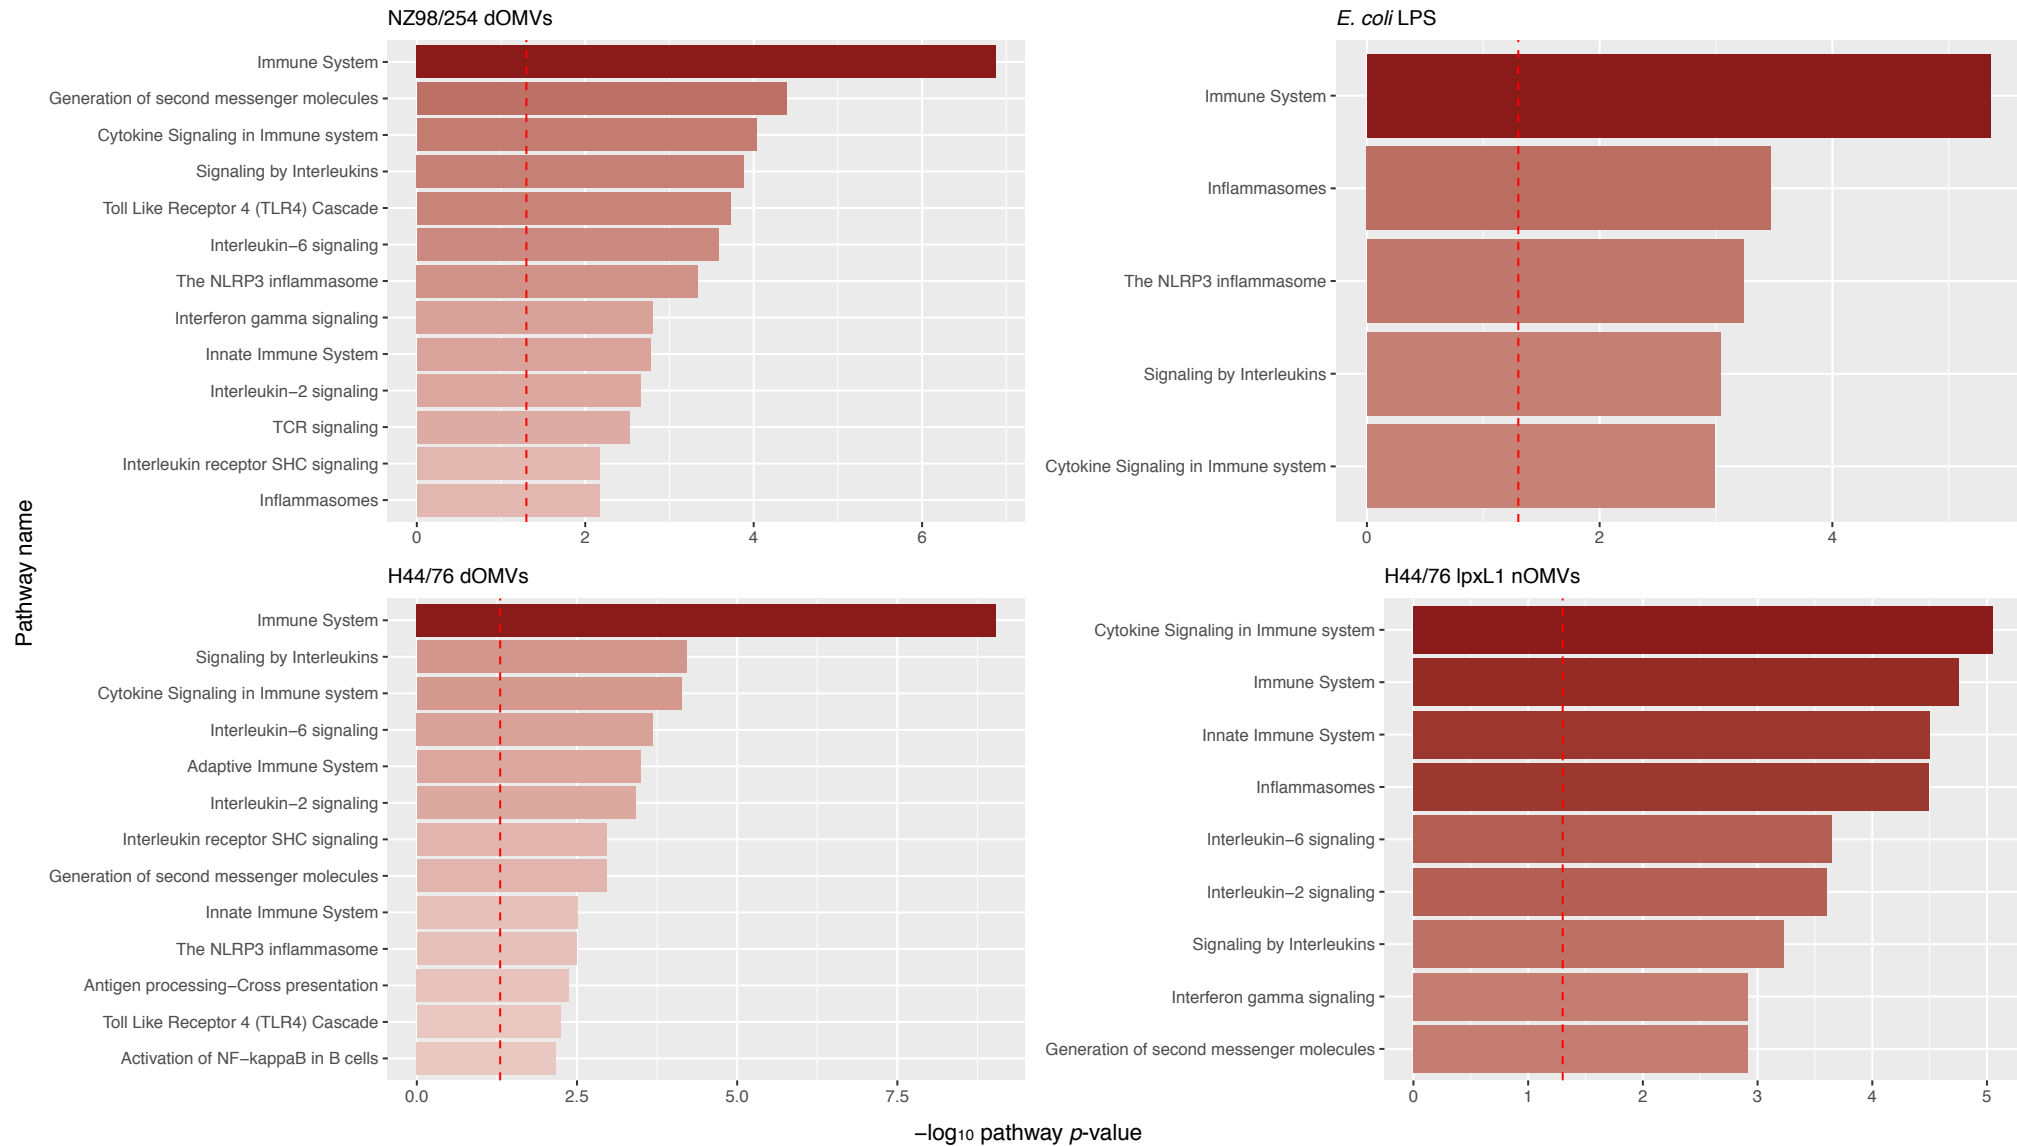 NZ98/254 dOMVs
Immune System
Generation of second messenger molecules
Cytokine Signaling in Immune system
Signaling by Interleukins
Toll Like Receptor 4 (TLR4) Cascade
Interleukin−6 signaling
The NLRP3 inflammasome
Interferon gamma signaling
Innate Immune System
Interleukin−2 signaling
TCR signaling
Interleukin receptor SHC signaling
Inflammasomes
0 2 4 6
E. coli LPS
Immune System
Inflammasomes
The NLRP3 inflammasome
Signaling by Interleukins
Cytokine Signaling in Immune system
0 2 4
Pathway name
H44/76 dOMVs
Immune System
Signaling by Interleukins
Cytokine Signaling in Immune system
Interleukin−6 signaling
Adaptive Immune System
Interleukin−2 signaling
Interleukin receptor SHC signaling
Generation of second messenger molecules
Innate Immune System
The NLRP3 inflammasome
Antigen processing−Cross presentation
Toll Like Receptor 4 (TLR4) Cascade
Activation of NF−kappaB in B cells
0.0 2.5 5.0 7.5
H44/76 lpxL1 nOMVs
Cytokine Signaling in Immune system
Immune System
Innate Immune System
Inflammasomes
Interleukin−6 signaling
Interleukin−2 signaling
Signaling by Interleukins
Interferon gamma signaling
Generation of second messenger molecules
0 1 2 3 4 5
−log₁₀ pathway p-value